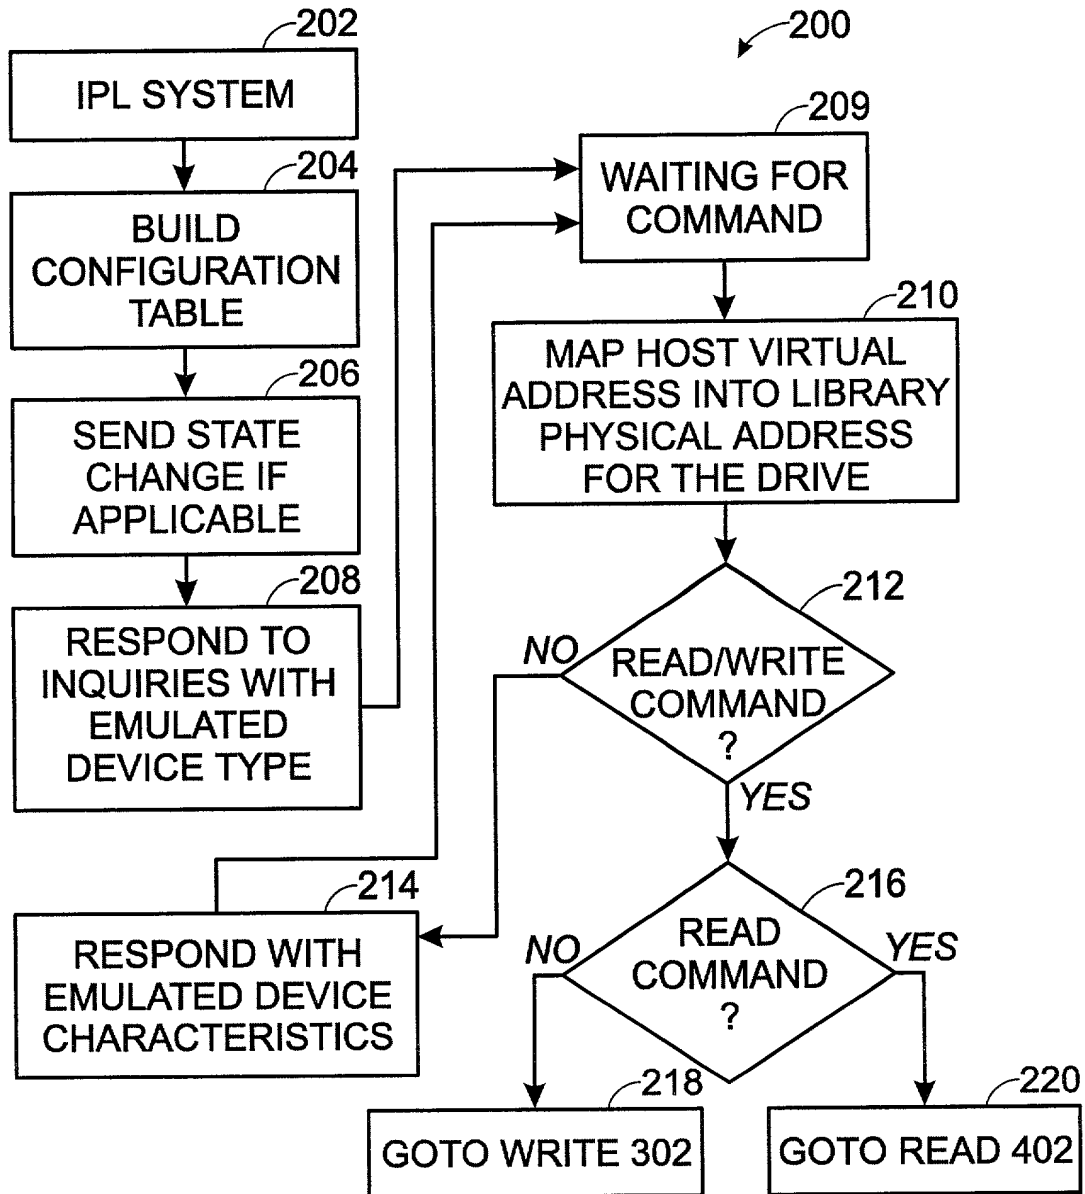 202
IPL SYSTEM
204
BUILD
CONFIGURATION
TABLE
206
SEND STATE
CHANGE IF
APPLICABLE
208
RESPOND TO
INQUIRIES WITH
EMULATED
DEVICE TYPE
200
209
WAITING FOR
COMMAND
210
MAP HOST VIRTUAL
ADDRESS INTO LIBRARY
PHYSICAL ADDRESS
FOR THE DRIVE
212
NO
READ/WRITE
COMMAND
?
YES
214
RESPOND WITH
EMULATED DEVICE
CHARACTERISTICS
216
NO
READ
COMMAND
?
YES
218
GOTO WRITE 302
220
GOTO READ 402